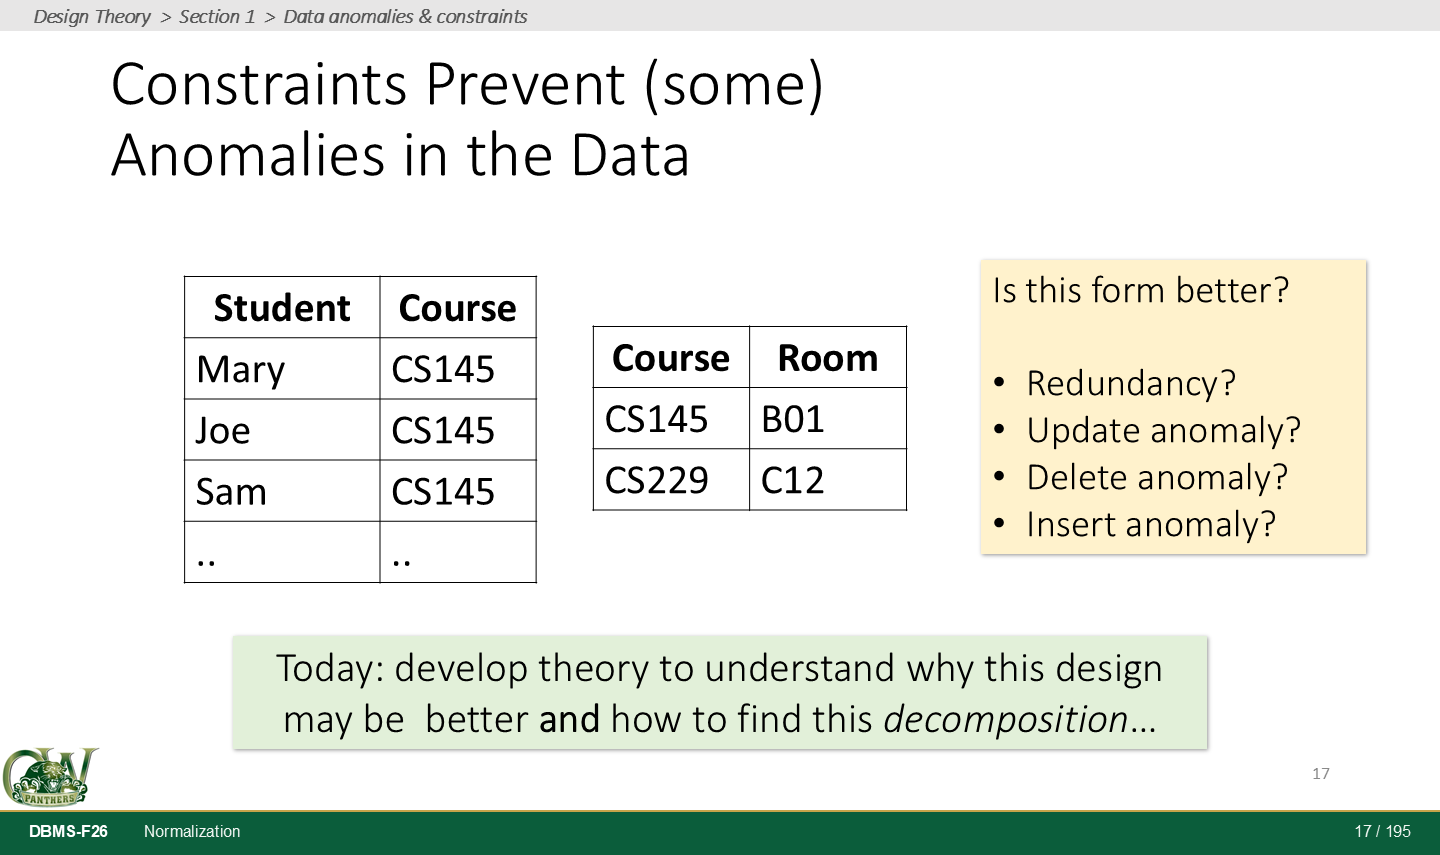 Design Theory > Section 1 > Data anomalies & constraints
Constraints Prevent (some)
Anomalies in the Data
Student Course
Mary CS145
Joe CS145
Sam CS145
.. ..
Course Room
CS145 B01
CS229 C12
Is this form better?
• Redundancy?
• Update anomaly?
• Delete anomaly?
• Insert anomaly?
Today: develop theory to understand why this design
may be better and how to find this decomposition…
OW
PANTHERS
17
DBMS-F26 Normalization 17 / 195